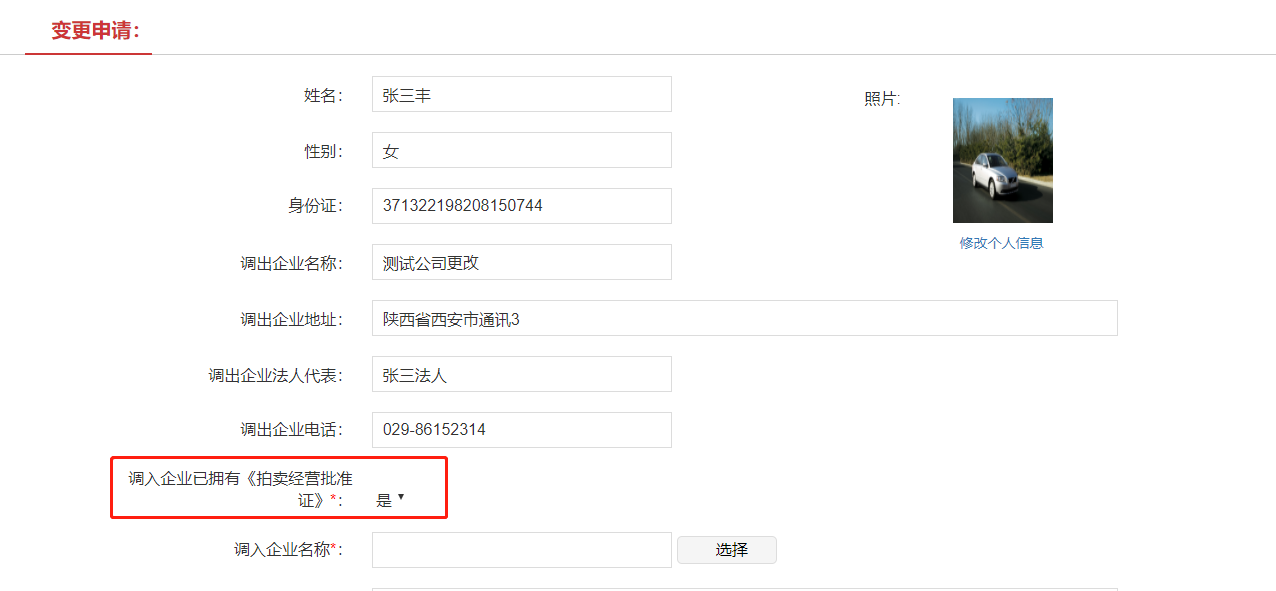 变更申请：
姓名： 张三丰
照片:
性别： 女
身份证： 371322198208150744
修改个人信息
调出企业名称： 测试公司更改
调出企业地址： 陕西省西安市通讯3
调出企业法人代表： 张三法人
调出企业电话： 029-86152314
调入企业已拥有《拍卖经营批准
证》*： 是
调入企业名称*： 选择